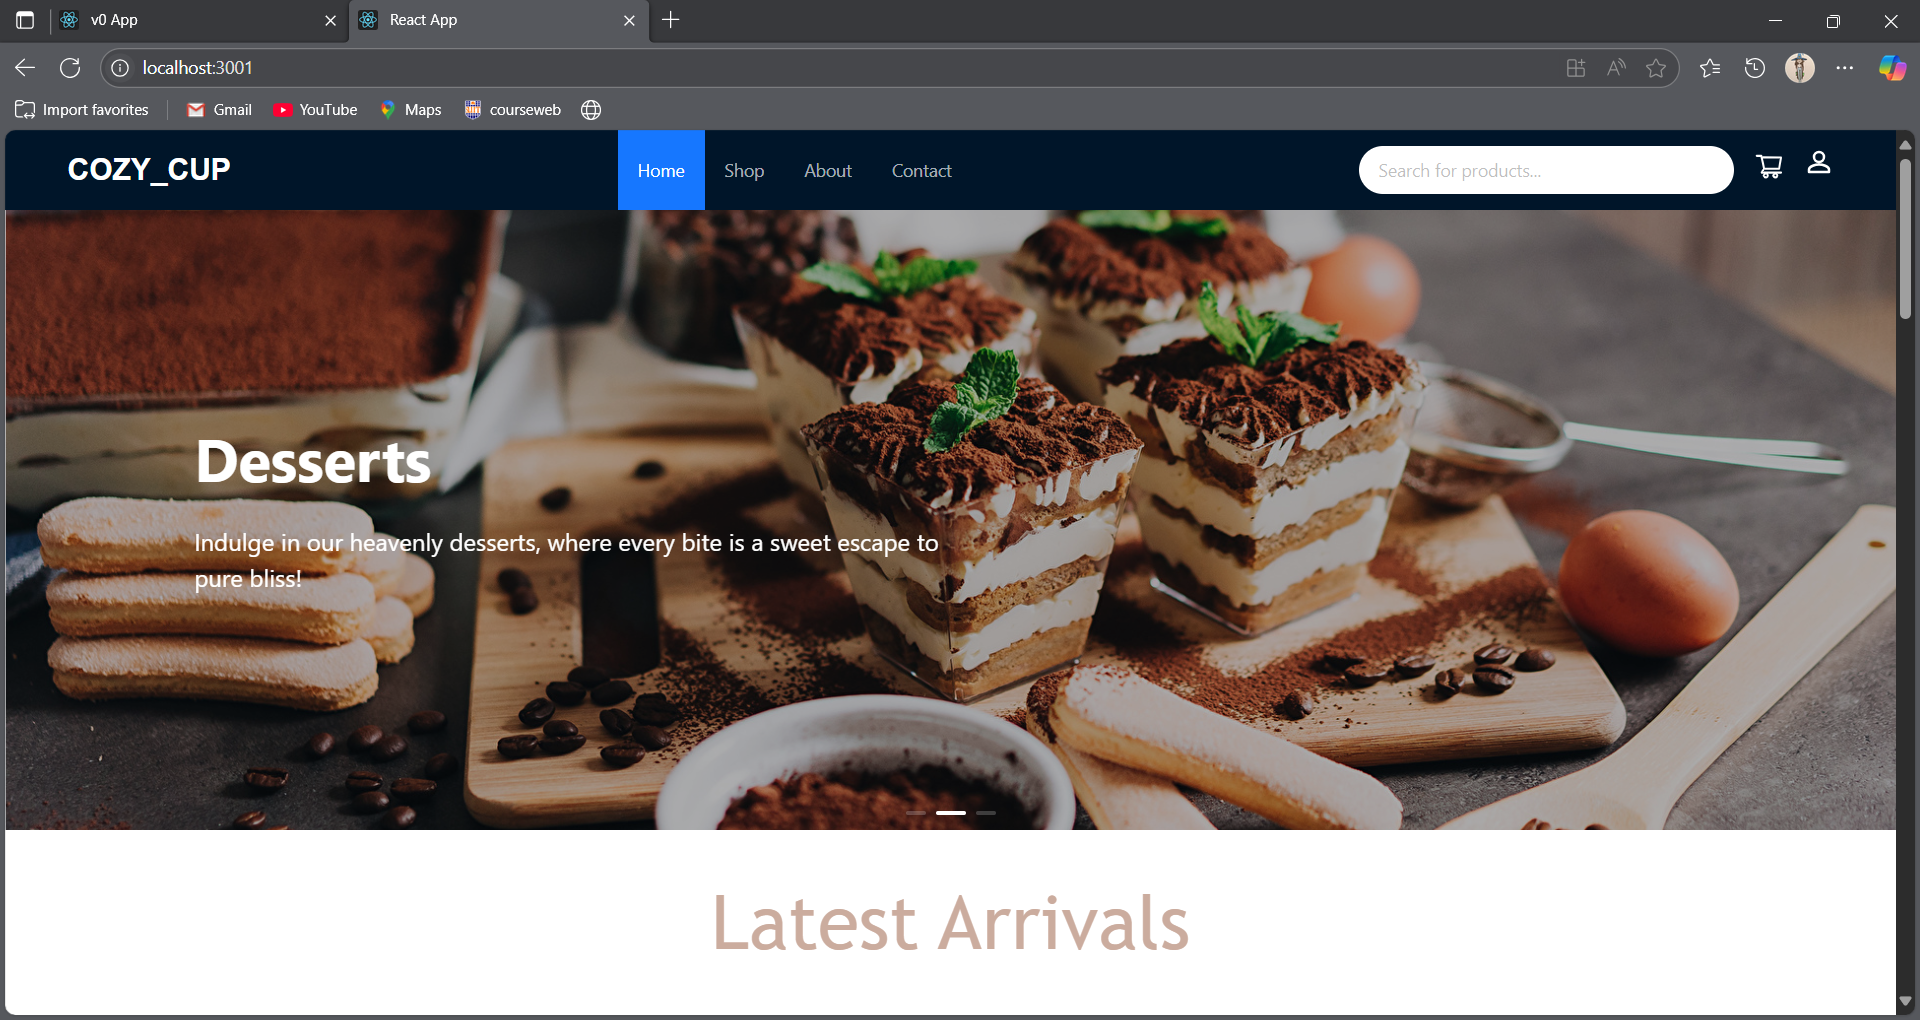 v0 App
React App
localhost:3001
Import favorites
Gmail
YouTube
Maps
courseweb
COZY_CUP
Home
Shop
About
Contact
Search for products...
Desserts
Indulge in our heavenly desserts, where every bite is a sweet escape to
pure bliss!
Latest Arrivals